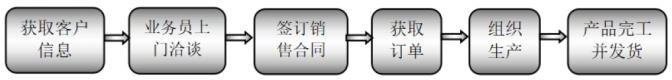 获取客户
信息
业务员上
门洽谈
签订销
售合同
获取
订单
组织
生产
产品完工
并发货